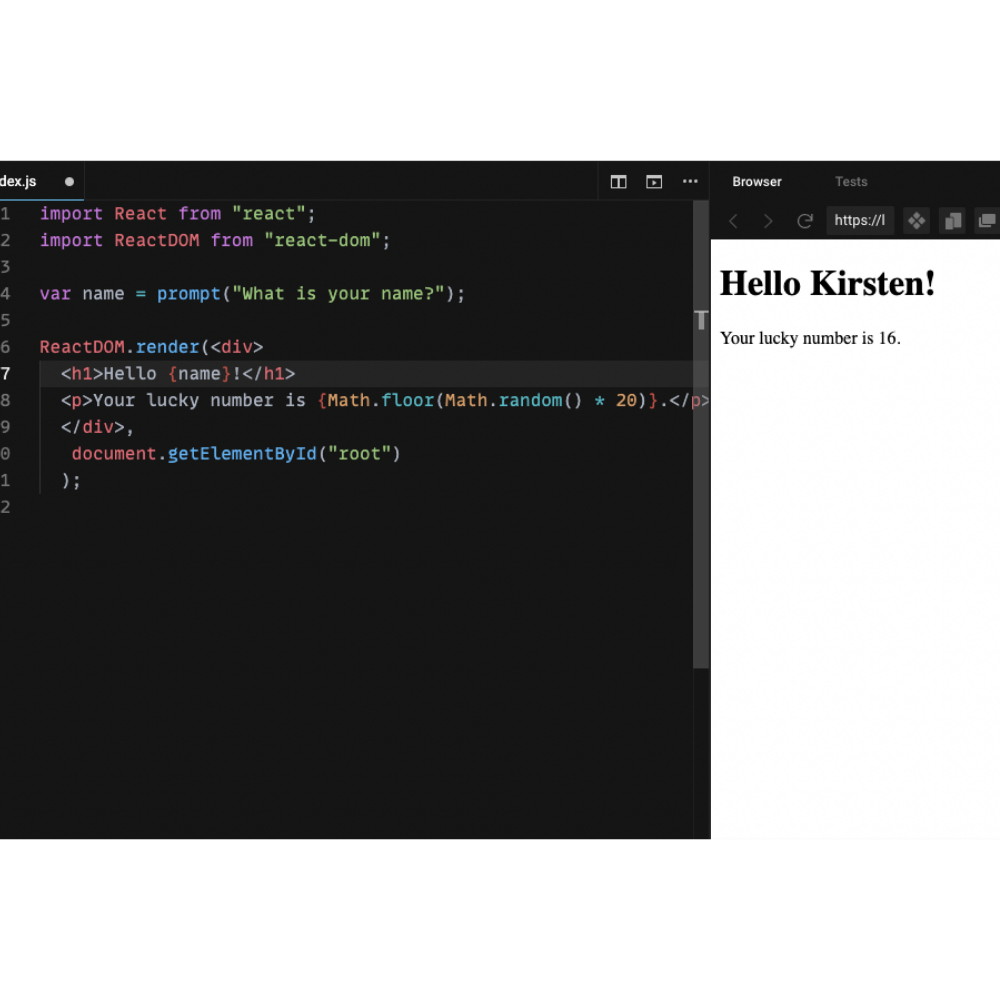 dex.js
Browser
Tests
https://l
1 import React from "react";
2 import ReactDOM from "react-dom";
3
4 var name = prompt("What is your name?");
5
6 ReactDOM.render(<div>
7 <h1>Hello {name}!</h1>
8 <p>Your lucky number is {Math.floor(Math.random() * 20)}.</p>
9 </div>,
0 document.getElementById("root")
1 );
2
T
Hello Kirsten!
Your lucky number is 16.